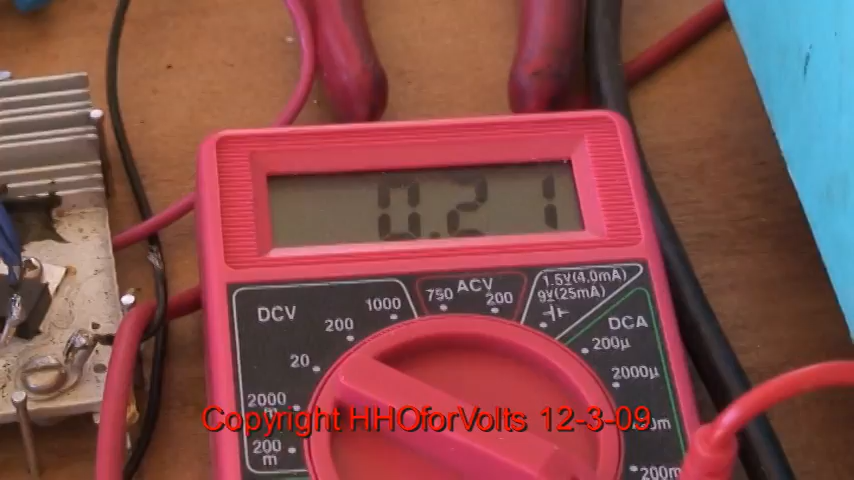 0.21
DCV
1000
750
ACV
200
1.5V(4.0mA)
9V(25mA)
200
DCA
200µ
20
2000µ
2000
m
200
m
200m
Copyright HHOforVolts 12-3-09